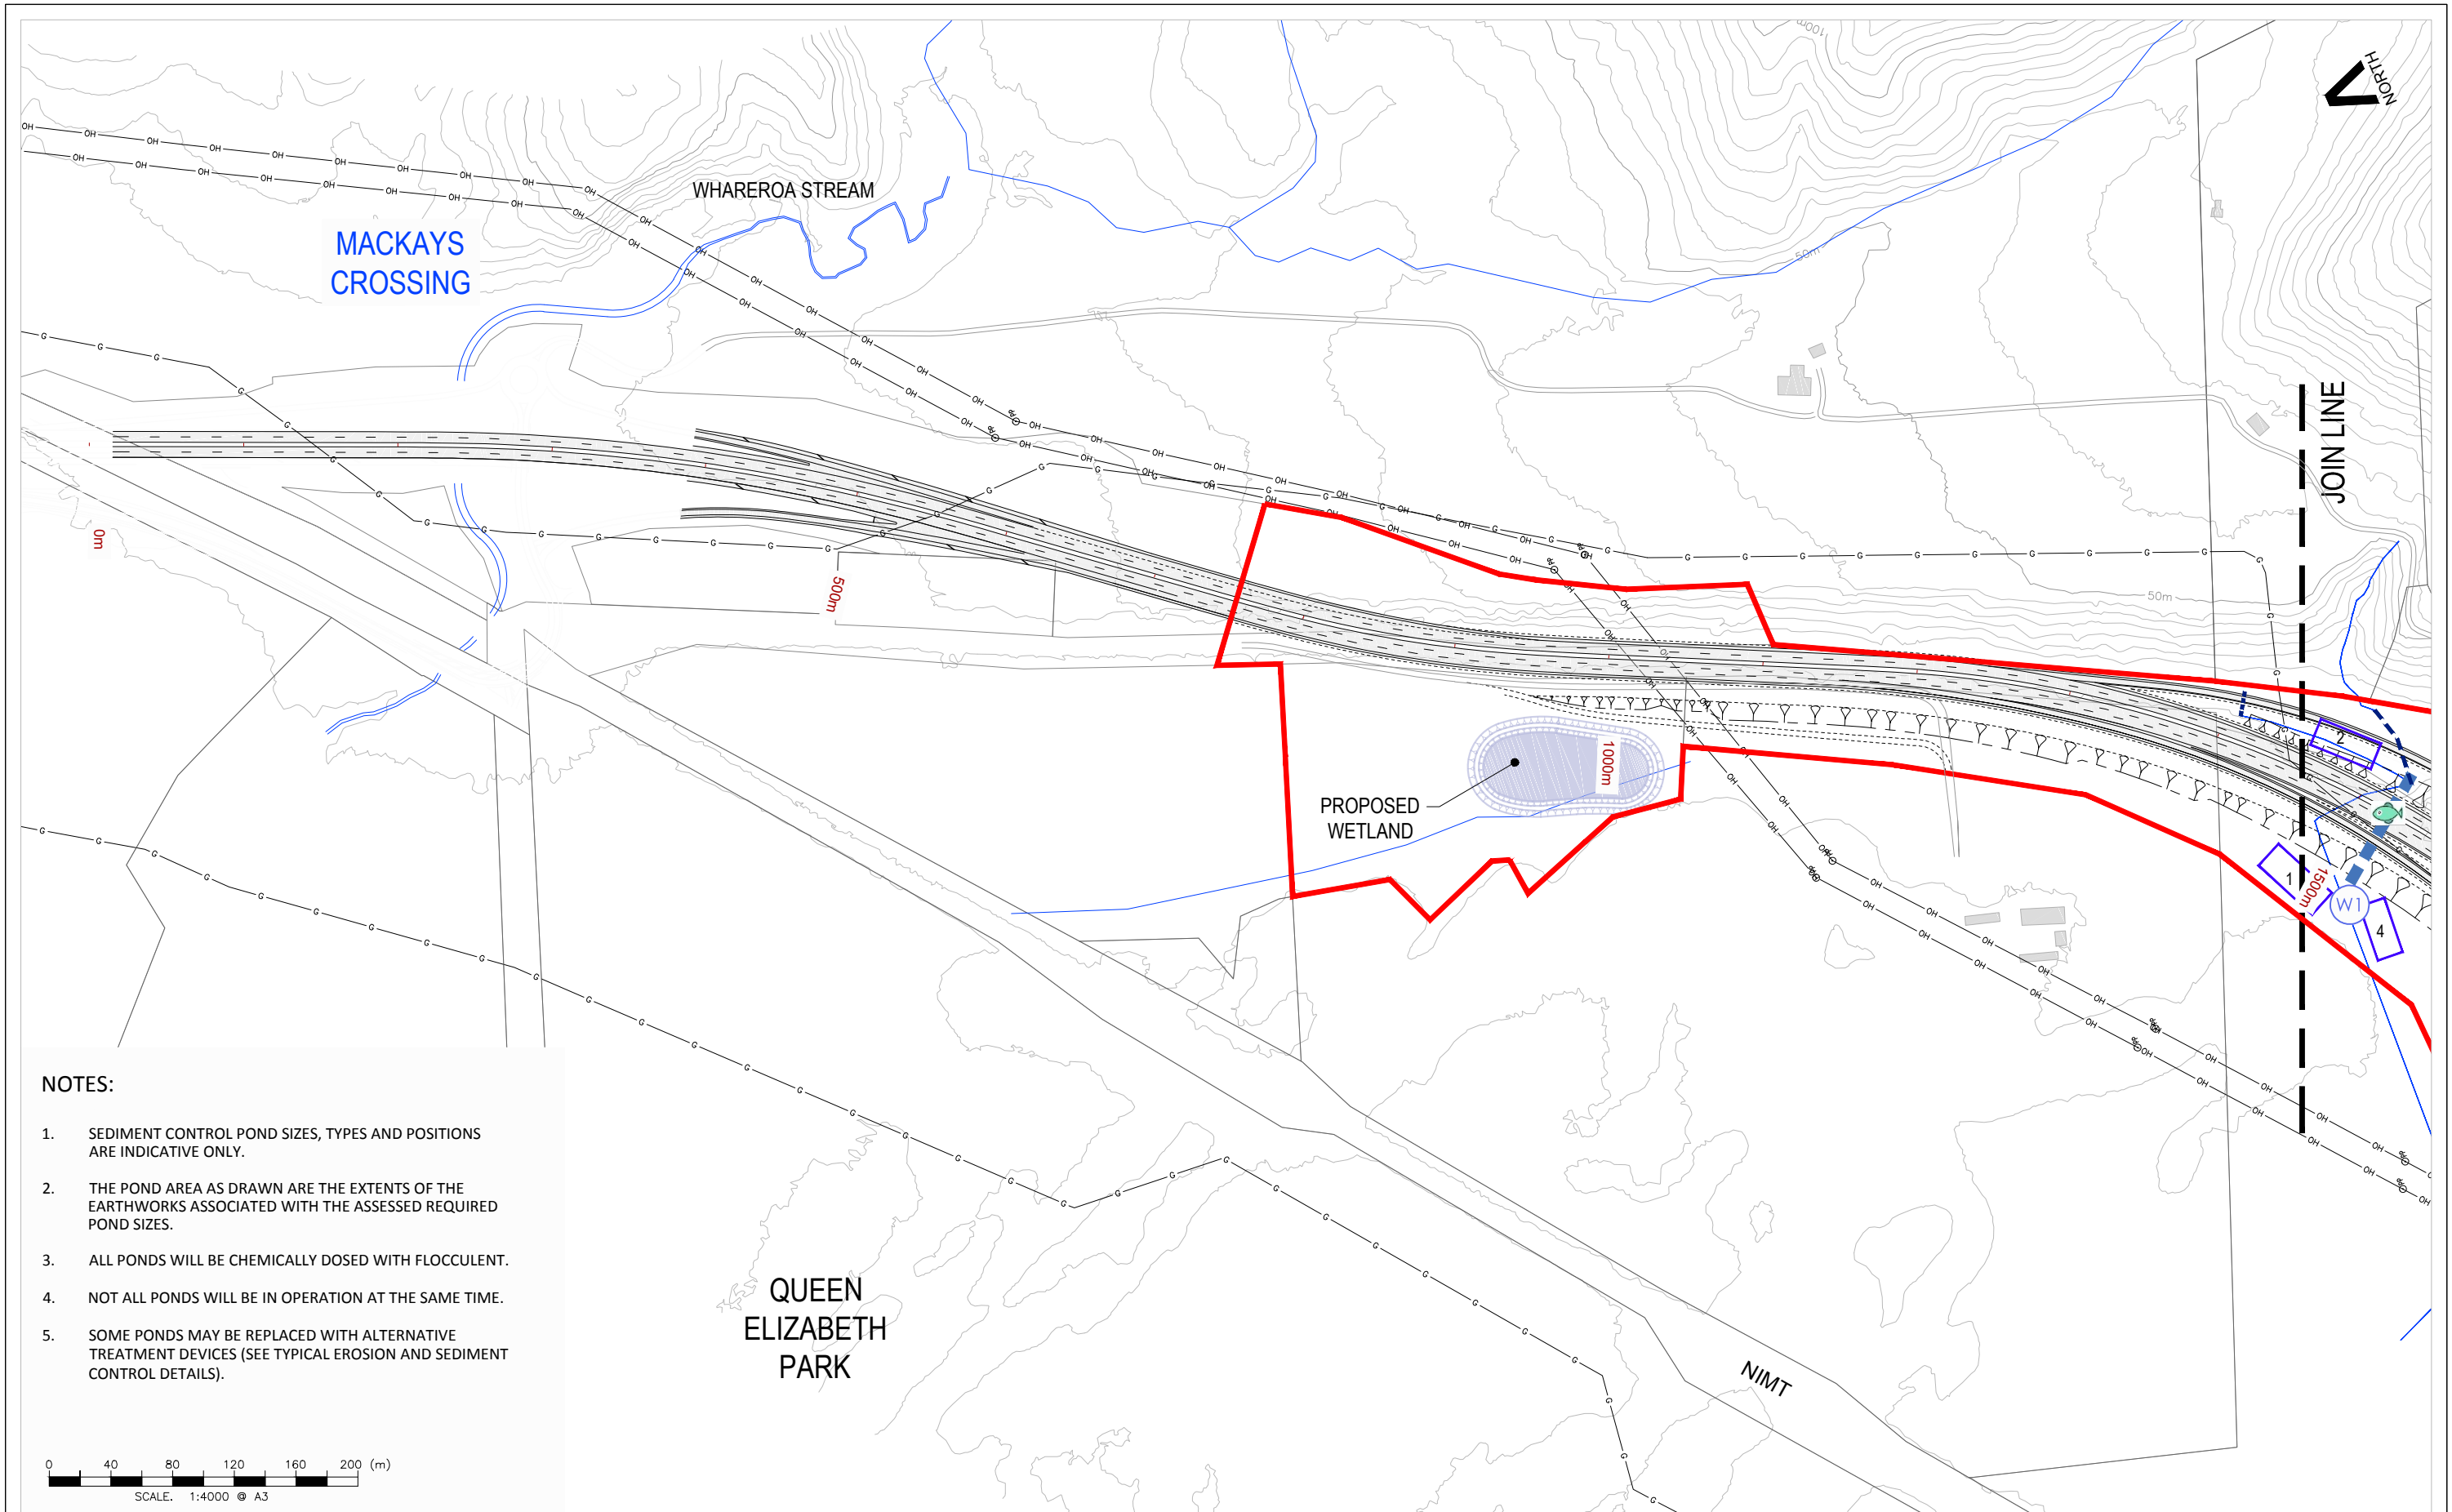 100m
NORTH
WHAREROA STREAM
MACKAYS
CROSSING
50m
JOIN LINE
0m
500m
50m
1000m
PROPOSED
WETLAND
2
1
1500m
W1
4
NOTES:
1. SEDIMENT CONTROL POND SIZES, TYPES AND POSITIONS
ARE INDICATIVE ONLY.
2. THE POND AREA AS DRAWN ARE THE EXTENTS OF THE
EARTHWORKS ASSOCIATED WITH THE ASSESSED REQUIRED
POND SIZES.
3. ALL PONDS WILL BE CHEMICALLY DOSED WITH FLOCCULENT.
4. NOT ALL PONDS WILL BE IN OPERATION AT THE SAME TIME.
5. SOME PONDS MAY BE REPLACED WITH ALTERNATIVE
TREATMENT DEVICES (SEE TYPICAL EROSION AND SEDIMENT
CONTROL DETAILS).
QUEEN
ELIZABETH
PARK
NIMT
0 40 80 120 160 200 (m)
SCALE. 1:4000 @ A3